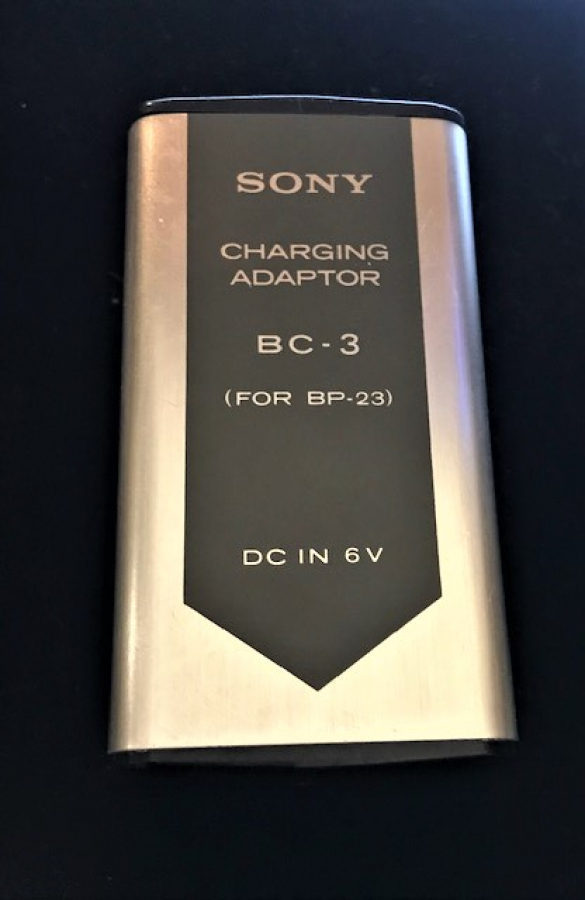 SONY
CHARGING
ADAPTOR
BC-3
(FOR BP-23)
DC IN 6V